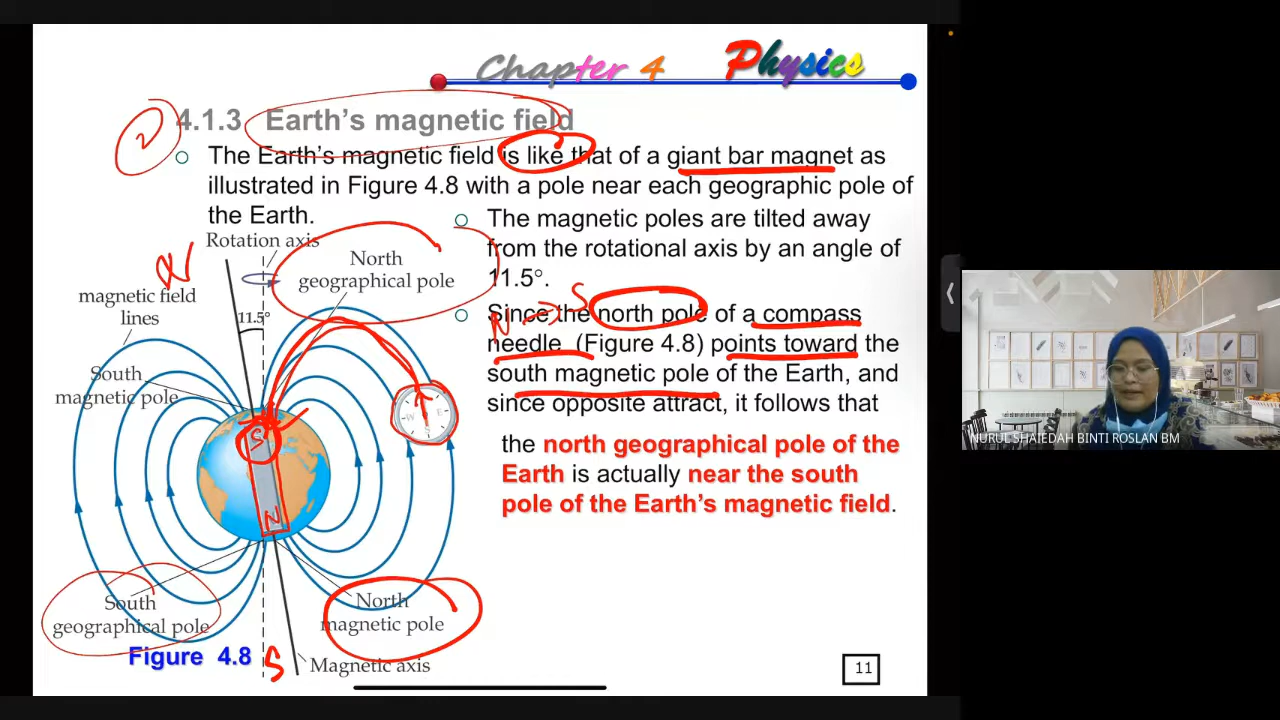 Chapter 4 Physics
2
4.1.3 Earth's magnetic field
The Earth's magnetic field is like that of a giant bar magnet as
illustrated in Figure 4.8 with a pole near each geographic pole of
the Earth.
The magnetic poles are tilted away
from the rotational axis by an angle of
11.5°.
Since the north pole of a compass
needle (Figure 4.8) points toward the
south magnetic pole of the Earth, and
since opposite attract, it follows that
the north geographical pole of the
Earth is actually near the south
pole of the Earth's magnetic field.
N → S
Rotation axis
N
North
geographical pole
magnetic field
lines
11.5°
South
magnetic pole
W E
S
S
N
South
geographical pole
North
magnetic pole
S
Magnetic axis
Figure 4.8
11
NURUL SHAIEDAH BINTI ROSLAN BM